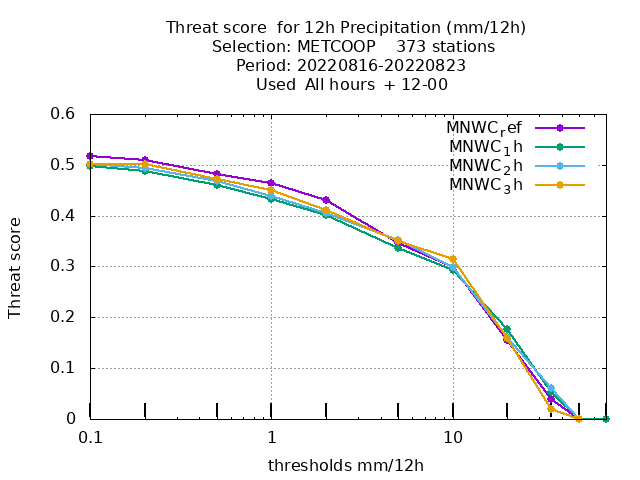 Threat score  for 12h Precipitation (mm/12h)
Selection: METCOOP    373 stations
Period: 20220816-20220823
Used  All hours  + 12-00
0.6
0.5
0.4
0.3
0.2
0.1
0
Threat score
MNWC_ref
MNWC_1h
MNWC_2h
MNWC_3h
0.1 1 10
thresholds mm/12h